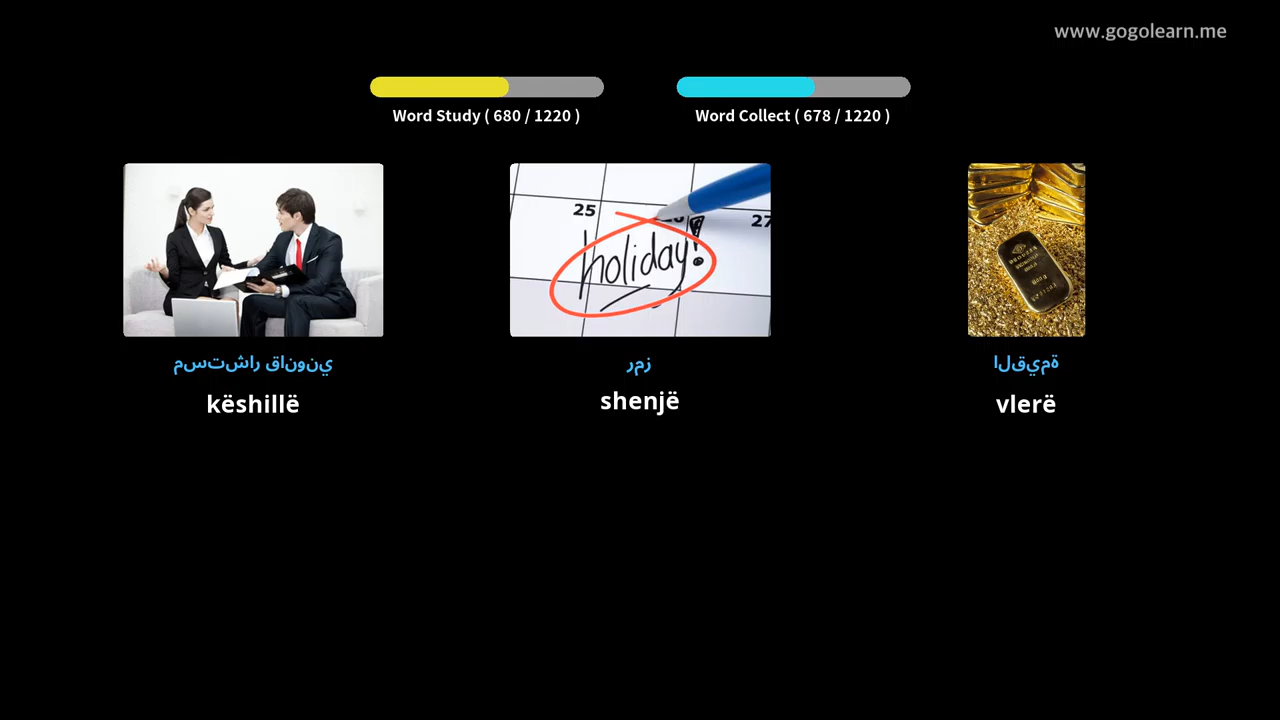 www.gogolearn.me
Word Study ( 680 / 1220 )
Word Collect ( 678 / 1220 )
25
27
holiday!
مستشار قانوني
رمز
القيمة
këshillë
shenjë
vlerë